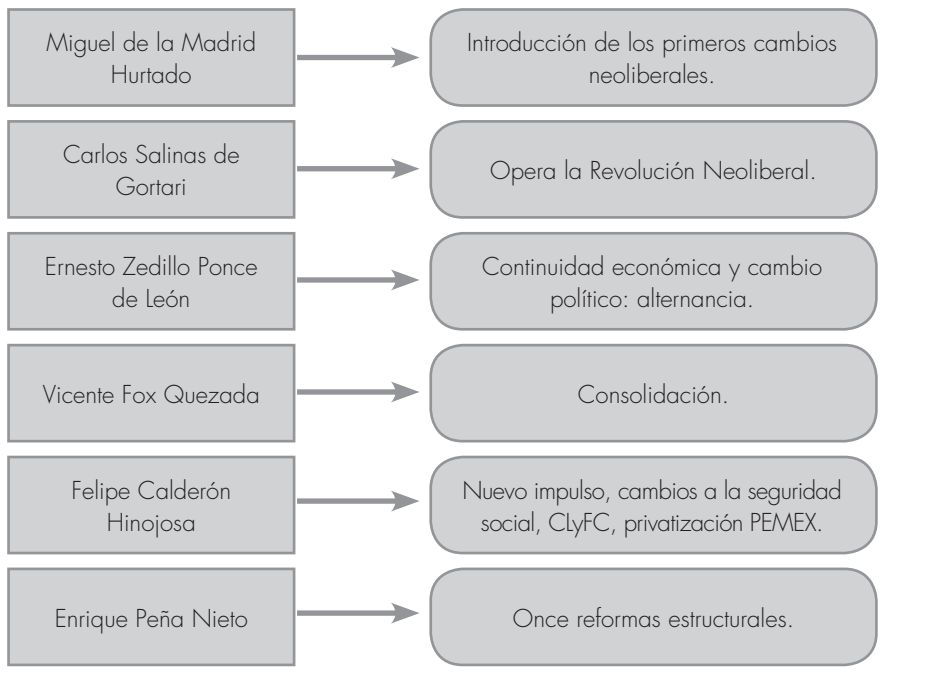 Miguel de la Madrid
Hurtado
Introducción de los primeros cambios
neoliberales.
Carlos Salinas de
Gortari
Opera la Revolución Neoliberal.
Ernesto Zedillo Ponce
de León
Continuidad económica y cambio
político: alternancia.
Vicente Fox Quezada
Consolidación.
Felipe Calderón
Hinojosa
Nuevo impulso, cambios a la seguridad
social, CLyFC, privatización PEMEX.
Enrique Peña Nieto
Once reformas estructurales.